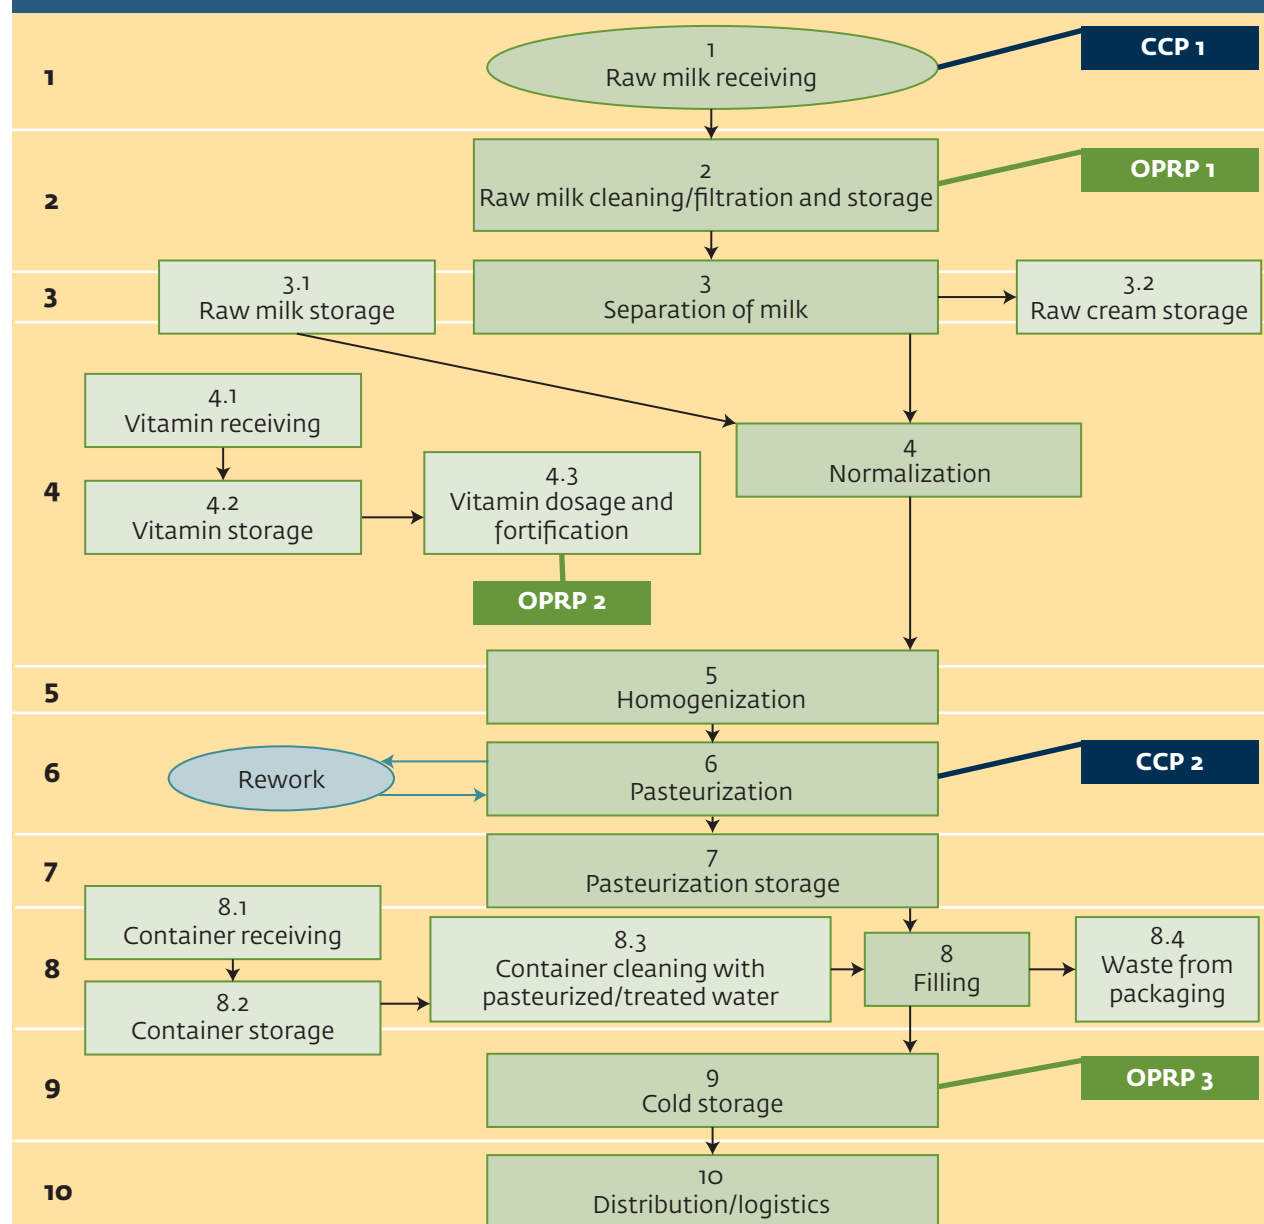 1
1
Raw milk receiving
CCP 1
2
2
Raw milk cleaning/filtration and storage
OPRP 1
3
3.1
Raw milk storage
3
Separation of milk
3.2
Raw cream storage
4
4.1
Vitamin receiving
4.2
Vitamin storage
4.3
Vitamin dosage and
fortification
OPRP 2
4
Normalization
5
5
Homogenization
6
Rework
6
Pasteurization
CCP 2
7
7
Pasteurization storage
8
8.1
Container receiving
8.2
Container storage
8.3
Container cleaning with
pasteurized/treated water
8
Filling
8.4
Waste from
packaging
9
9
Cold storage
OPRP 3
10
10
Distribution/logistics